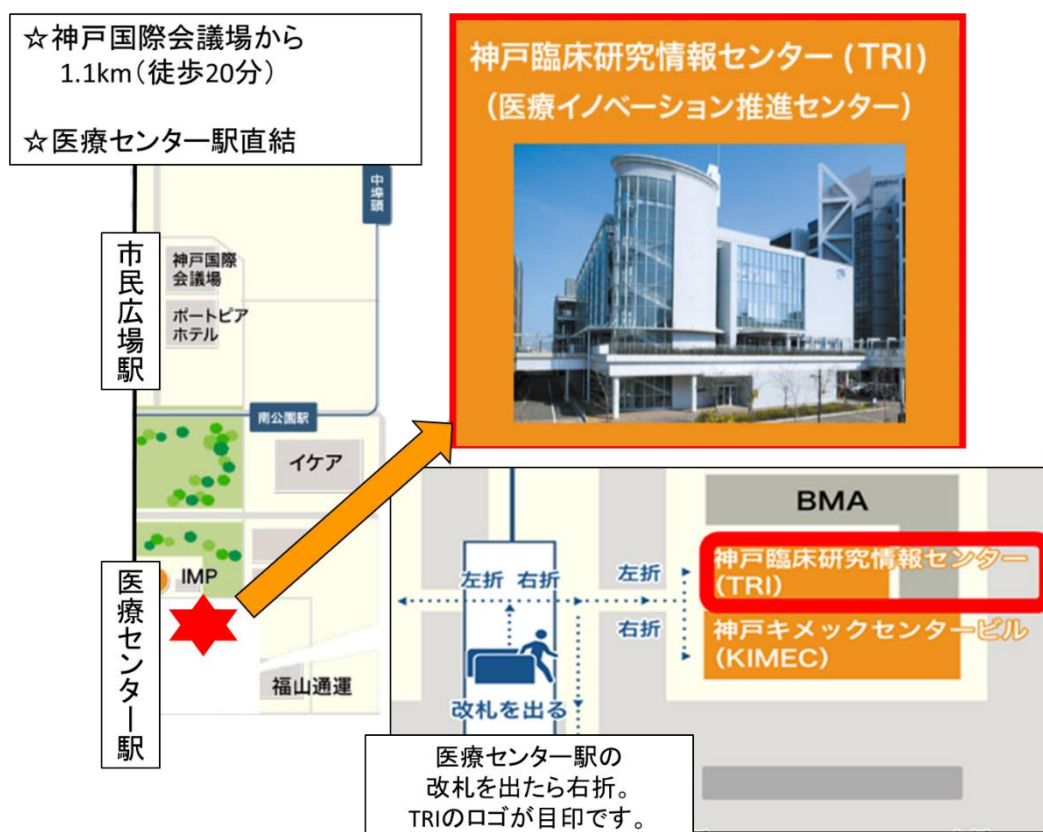 ☆神戸国際会議場から
1.1km(徒歩20分)
☆医療センター駅直結
神戸臨床研究情報センター (TRI)
(医療イノベーション推進センター)
中埠頭
市民広場駅
神戸国際
会議場
ポートピア
ホテル
南公園駅
イケア
医療センター駅
IMP
福山通運
BMA
左折 右折
左折
右折
神戸臨床研究情報センター
(TRI)
神戸キメックセンタービル
(KIMEC)
改札を出る
医療センター駅の
改札を出たら右折。
TRIのロゴが目印です。